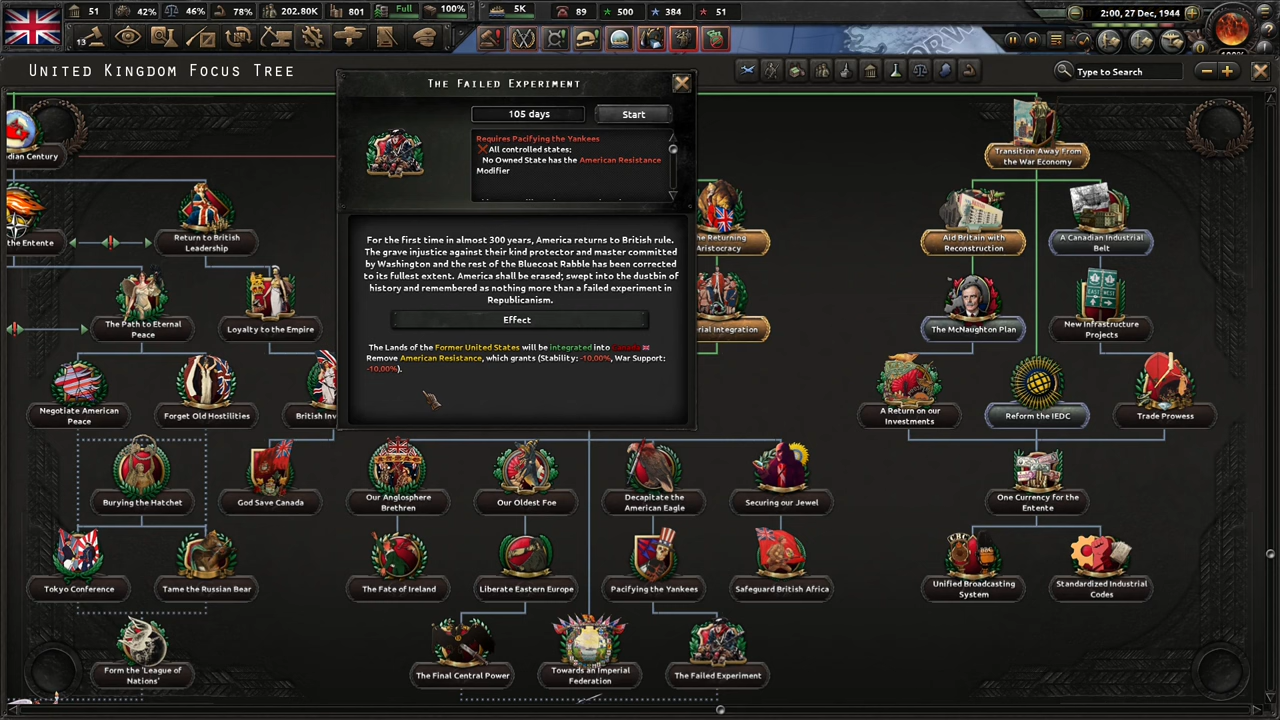 51
42%
46%
78%
202.80K
801
Full
100%
5K
89
500
384
51
2:00, 27 Dec, 1944
13
100%
UNITED KINGDOM FOCUS TREE
Type to Search
THE FAILED EXPERIMENT
105 days
Start
Requires Pacifying the Yankees
All controlled states:
No Owned State has the American Resistance
Modifier
For the first time in almost 300 years, America returns to British rule.
The grave injustice against their kind protector and master committed
by Washington and the rest of the Bluecoat Rabble has been corrected
to its fullest extent. America shall be erased; swept into the dustbin of
history and remembered as nothing more than a failed experiment in
Republicanism.
Effect
The Lands of the Former United States will be integrated into Canada
Remove American Resistance, which grants (Stability: -10,00%, War Support:
-10,00%).
dian Century
Transition Away from
the War Economy
the Entente
Return to British
Leadership
he Returning
Aristocracy
Aid Britain with
Reconstruction
A Canadian Industrial
Belt
The Path to Eternal
Peace
Loyalty to the Empire
rial Integration
The McNaughton Plan
New Infrastructure
Projects
EAST
WEST
Negotiate American
Peace
Forget Old Hostilities
British Inv
A Return on our
Investments
Reform the IEDC
Trade Prowess
Burying the Hatchet
God Save Canada
Our Anglosphere
Brethren
Our Oldest Foe
Decapitate the
American Eagle
Securing our Jewel
One Currency for the
Entente
Tokyo Conference
Tame the Russian Bear
The Fate of Ireland
Liberate Eastern Europe
Pacifying the Yankees
Safeguard British Africa
CBC
BBC
Unified Broadcasting
System
Standardized Industrial
Codes
Form the 'League of
Nations'
The Final Central Power
Towards an Imperial
Federation
The Failed Experiment